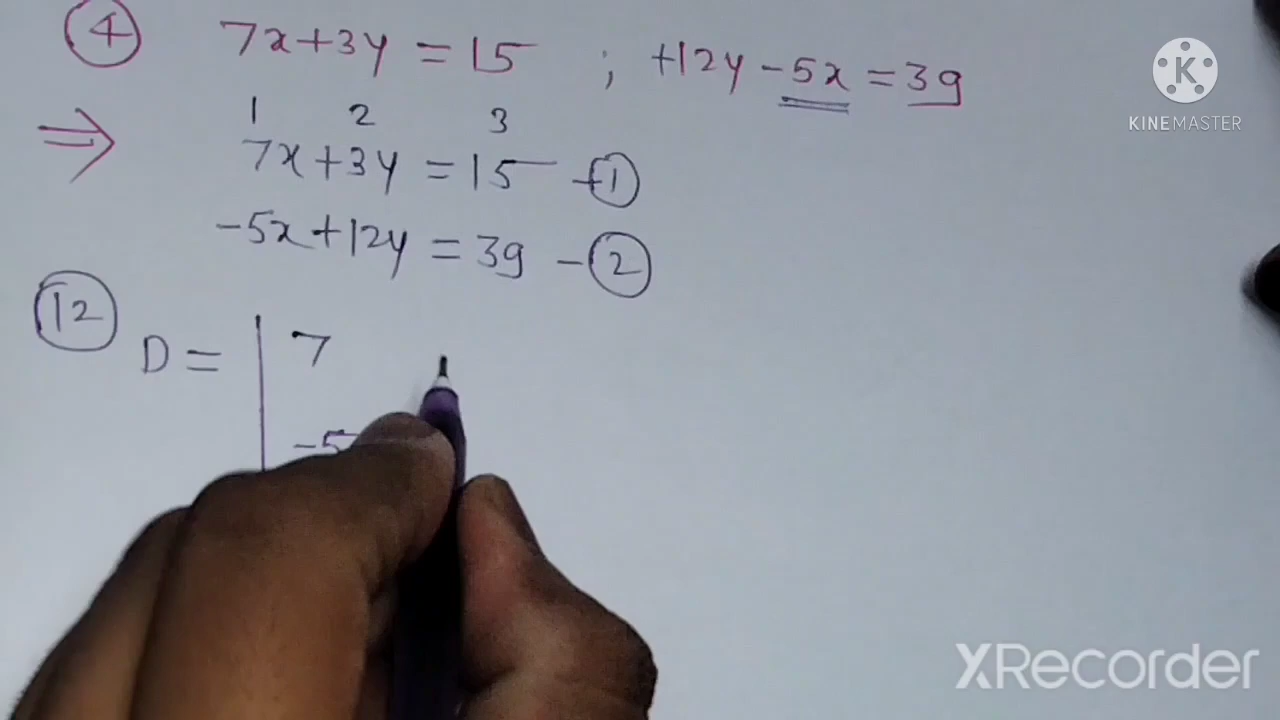 ④ 7x+3y = 15 ; +12y - 5x = 39
K
KINEMASTER
1 2 3
⇒ 7x+3y = 15 - ①
-5x+12y = 39 - ②
⑫ D = | 7
-5
XRecorder